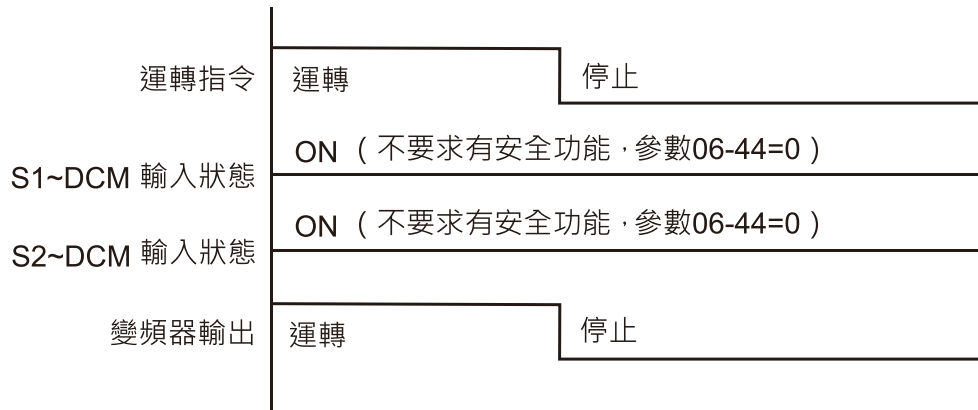 運轉指令 運轉 停止
S1~DCM 輸入狀態 ON （不要求有安全功能，參數06-44=0）
S2~DCM 輸入狀態 ON （不要求有安全功能，參數06-44=0）
變頻器輸出 運轉 停止